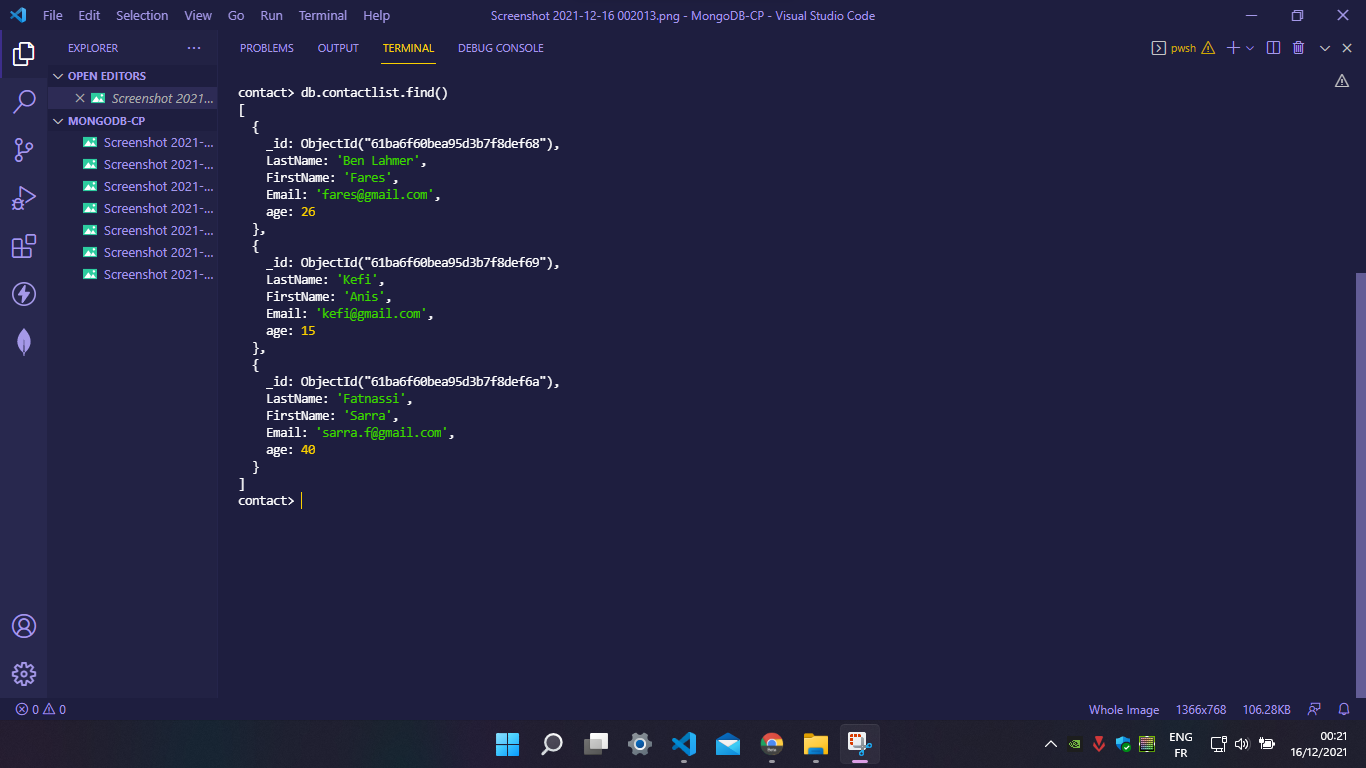 File Edit Selection View Go Run Terminal Help Screenshot 2021-12-16 002013.png - MongoDB-CP - Visual Studio Code
EXPLORER ···
OPEN EDITORS
Screenshot 2021...
MONGODB-CP
Screenshot 2021-...
Screenshot 2021-...
Screenshot 2021-...
Screenshot 2021-...
Screenshot 2021-...
Screenshot 2021-...
Screenshot 2021-...
PROBLEMS OUTPUT TERMINAL DEBUG CONSOLE pwsh
contact> db.contactlist.find()
[
{
_id: ObjectId("61ba6f60bea95d3b7f8def68"),
LastName: 'Ben Lahmer',
FirstName: 'Fares',
Email: 'fares@gmail.com',
age: 26
},
{
_id: ObjectId("61ba6f60bea95d3b7f8def69"),
LastName: 'Kefi',
FirstName: 'Anis',
Email: 'kefi@gmail.com',
age: 15
},
{
_id: ObjectId("61ba6f60bea95d3b7f8def6a"),
LastName: 'Fatnassi',
FirstName: 'Sarra',
Email: 'sarra.f@gmail.com',
age: 40
}
]
contact>
0 0 Whole Image 1366x768 106.28KB
ENG
FR
00:21
16/12/2021